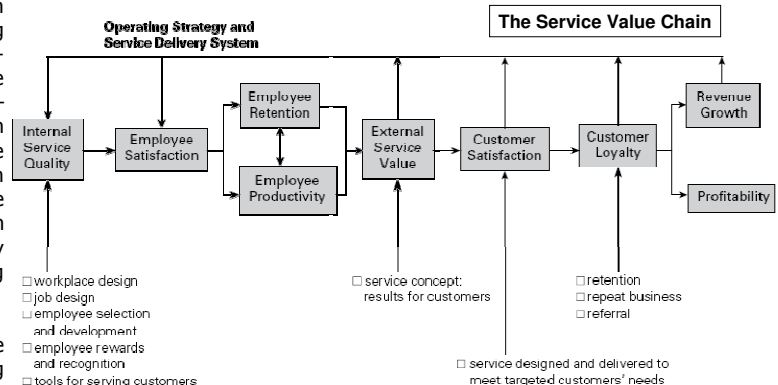 The Service Value Chain
Operating Strategy and
Service Delivery System
Internal
Service
Quality
Employee
Satisfaction
Employee
Retention
Employee
Productivity
External
Service
Value
Customer
Satisfaction
Customer
Loyalty
Revenue
Growth
Profitability
□ workplace design
□ job design
□ employee selection
and development
□ employee rewards
and recognition
□ tools for serving customers
□ service concept:
results for customers
□ service designed and delivered to
meet targeted customers' needs
□ retention
□ repeat business
□ referral